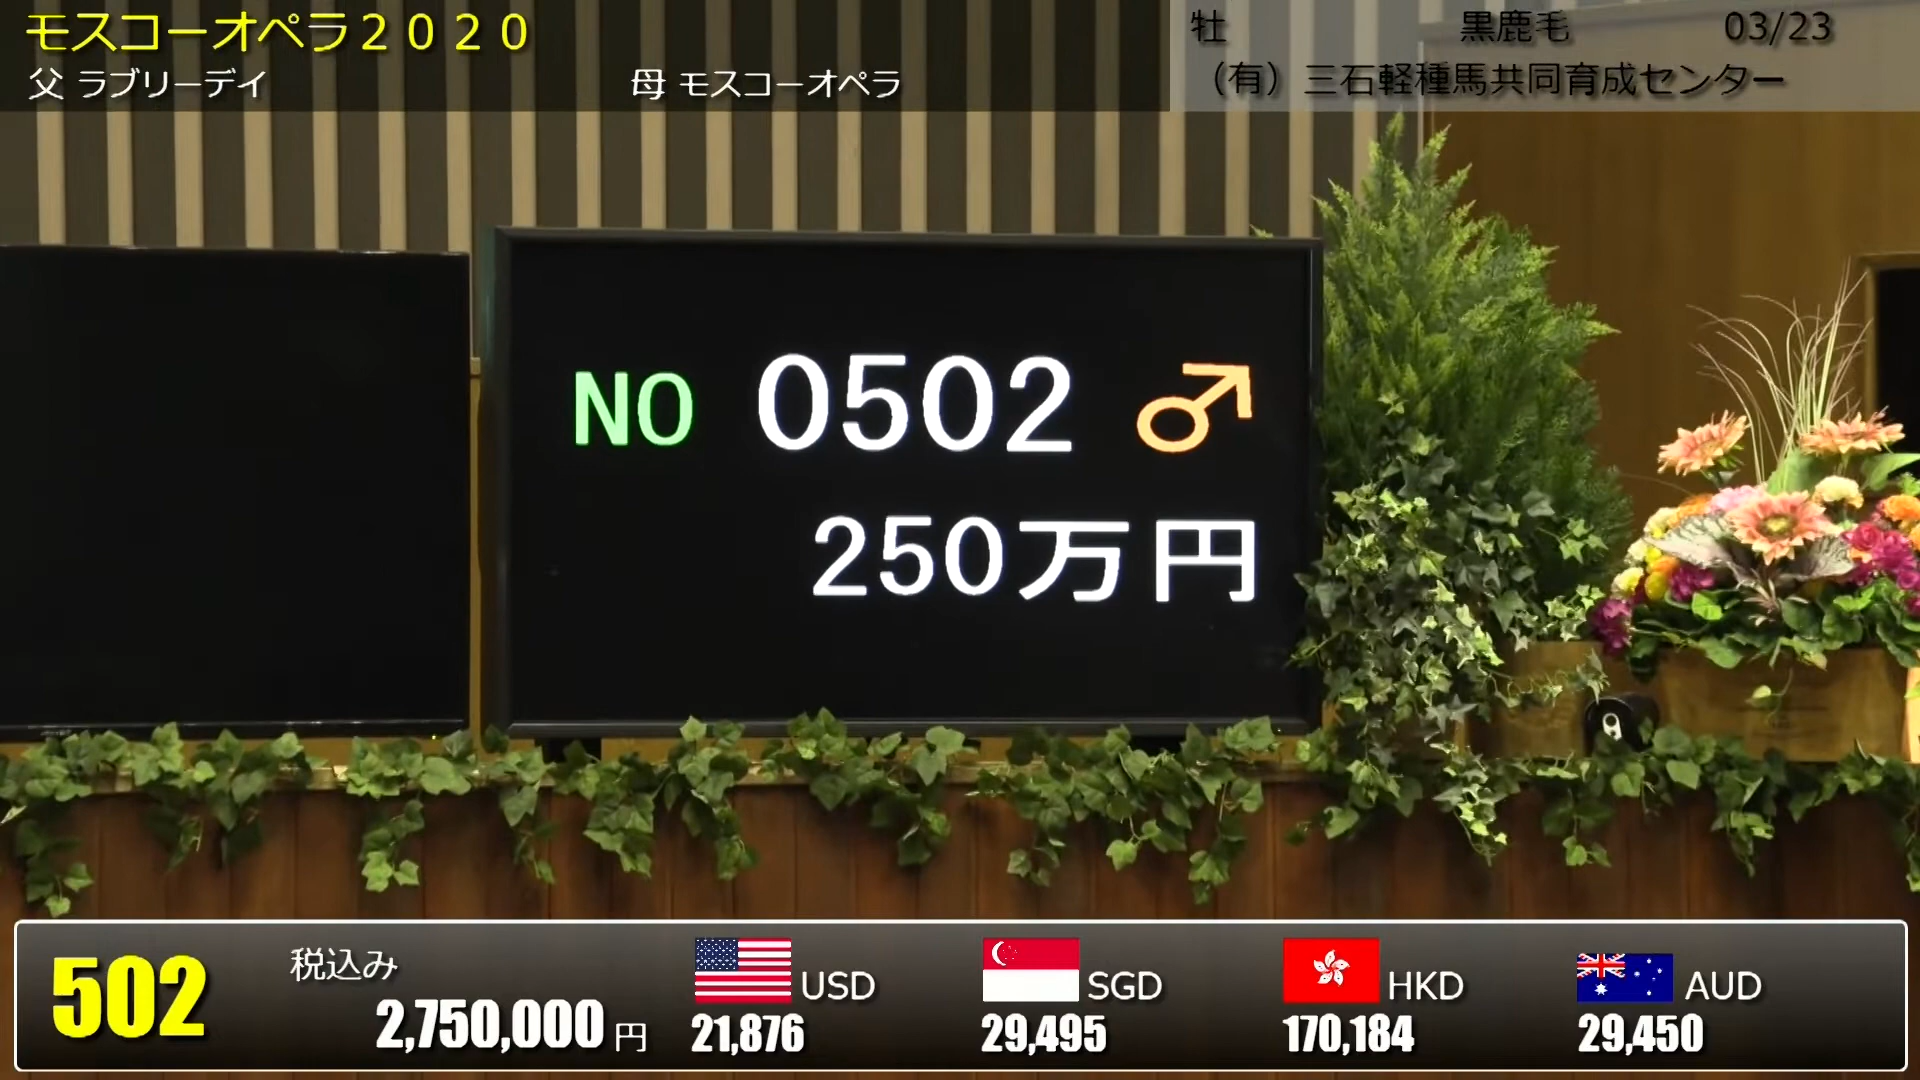 モスコーオペラ２０２０
父 ラブリーデイ 母 モスコーオペラ
牡 黒鹿毛 03/23
（有）三石軽種馬共同育成センター
NO 0502 ♂
250万円
502
税込み
2,750,000 円
USD
21,876
SGD
29,495
HKD
170,184
AUD
29,450